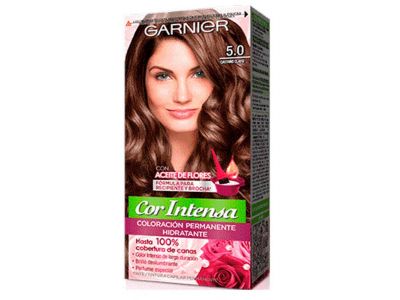 GARNIER
5.0
CASTAÑO CLARO
CON
ACEITE DE FLORES
FÓRMULA PARA
RECIPIENTE Y BROCHA
Cor Intensa
COLORACIÓN PERMANENTE
HIDRATANTE
Hasta 100%
cobertura de canas
• Color intenso de larga duración
• Brillo deslumbrante
• Perfume especial